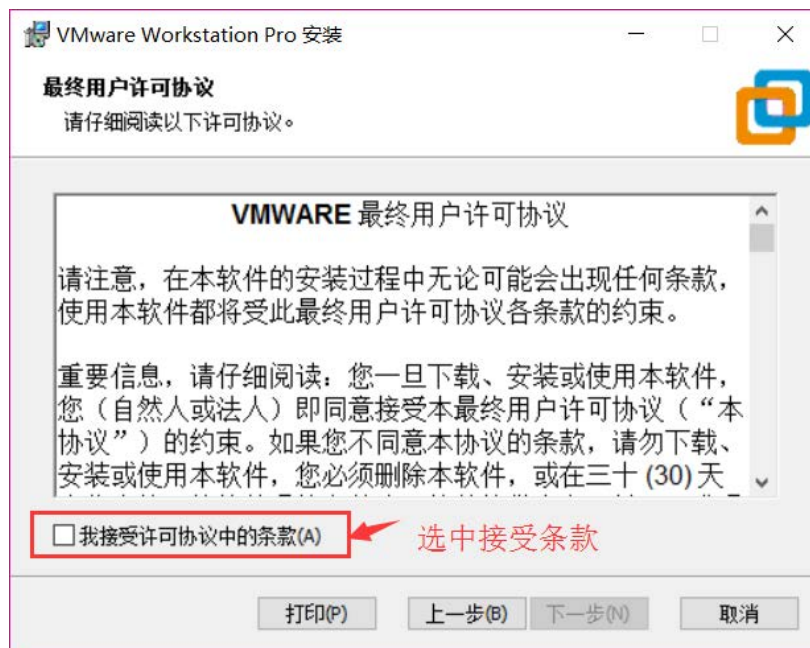 VMware Workstation Pro 安装
最终用户许可协议
请仔细阅读以下许可协议。
VMWARE 最终用户许可协议
请注意，在本软件的安装过程中无论可能会出现任何条款，
使用本软件都将受此最终用户许可协议各条款的约束。
重要信息，请仔细阅读：您一旦下载、安装或使用本软件，
您（自然人或法人）即同意接受本最终用户许可协议（“本
协议”）的约束。如果您不同意本协议的条款，请勿下载、
安装或使用本软件，您必须删除本软件，或在三十 (30) 天
我接受许可协议中的条款(A)
选中接受条款
打印(P)
上一步(B)
下一步(N)
取消